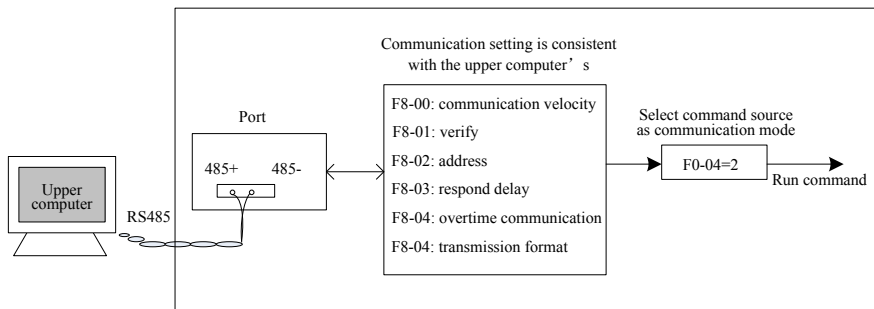 Communication setting is consistent
with the upper computer’ s
F8-00: communication velocity
F8-01: verify
F8-02: address
F8-03: respond delay
F8-04: overtime communication
F8-04: transmission format
Port
485+ 485-
Upper
computer
RS485
Select command source
as communication mode
F0-04=2
Run command